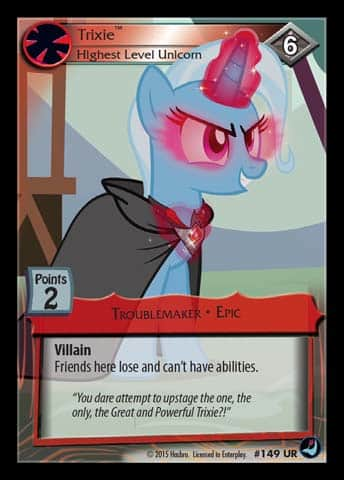 Trixie™
Highest Level Unicorn
6
Points
2
Troublemaker • Epic
Villain
Friends here lose and can't have abilities.
"You dare attempt to upstage the one, the
only, the Great and Powerful Trixie?!"
© 2015 Hasbro. Licensed to Enterplay. #149 UR